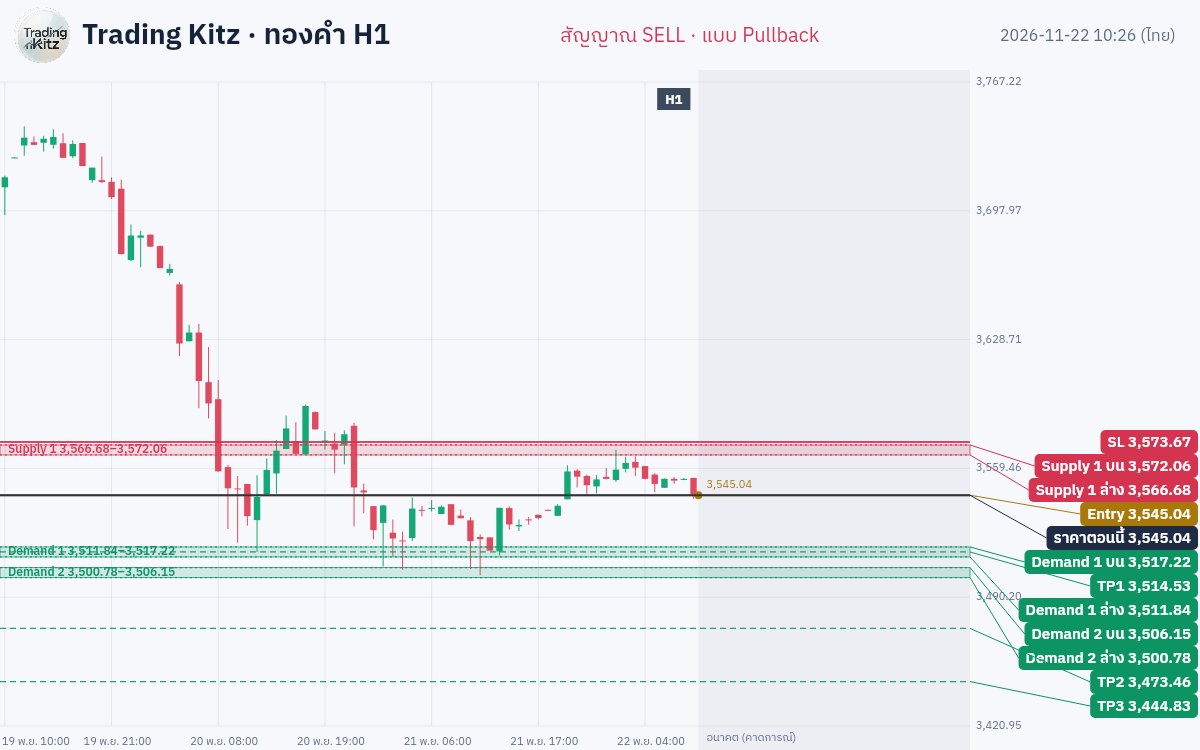 Trading Kitz
Trading Kitz · ทองคำ H1
สัญญาณ SELL · แบบ Pullback
2026-11-22 10:26 (ไทย)
H1
3,767.22
3,697.97
3,628.71
3,559.46
3,490.20
3,420.95
Supply 1 3,566.68–3,572.06
3,545.04
Demand 1 3,511.84–3,517.22
Demand 2 3,500.78–3,506.15
SL 3,573.67
Supply 1 บน 3,572.06
Supply 1 ล่าง 3,566.68
Entry 3,545.04
ราคาตอนนี้ 3,545.04
Demand 1 บน 3,517.22
TP1 3,514.53
Demand 1 ล่าง 3,511.84
Demand 2 บน 3,506.15
Demand 2 ล่าง 3,500.78
TP2 3,473.46
TP3 3,444.83
19 พ.ย. 10:00 19 พ.ย. 21:00 20 พ.ย. 08:00 20 พ.ย. 19:00 21 พ.ย. 06:00 21 พ.ย. 17:00 22 พ.ย. 04:00 อนาคต (คาดการณ์)